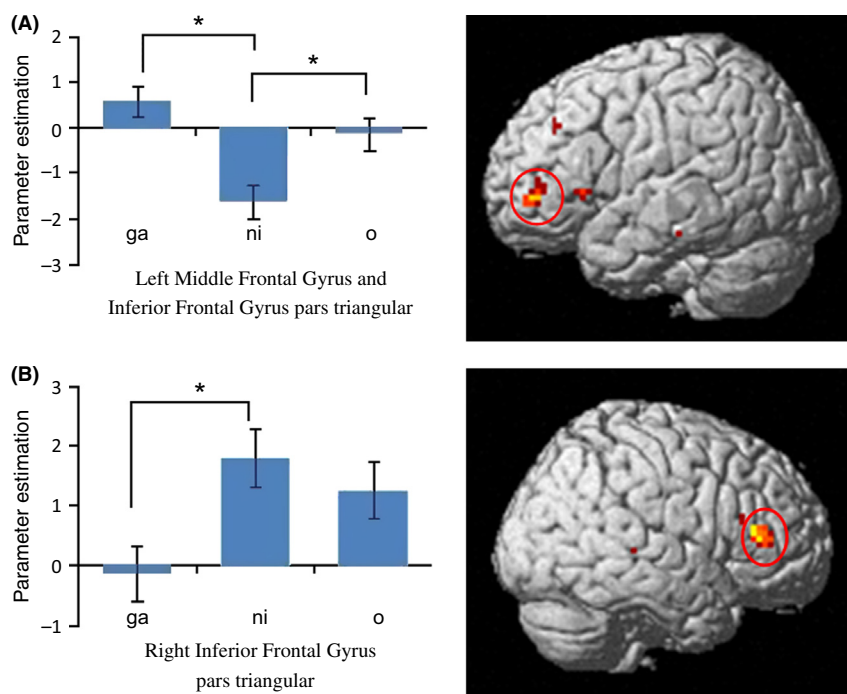 (A)
*
*
2
1
0
−1
−2
−3
Parameter estimation
ga
ni
o
Left Middle Frontal Gyrus and
Inferior Frontal Gyrus pars triangular
(B)
*
3
2
1
0
−1
Parameter estimation
ga
ni
o
Right Inferior Frontal Gyrus
pars triangular